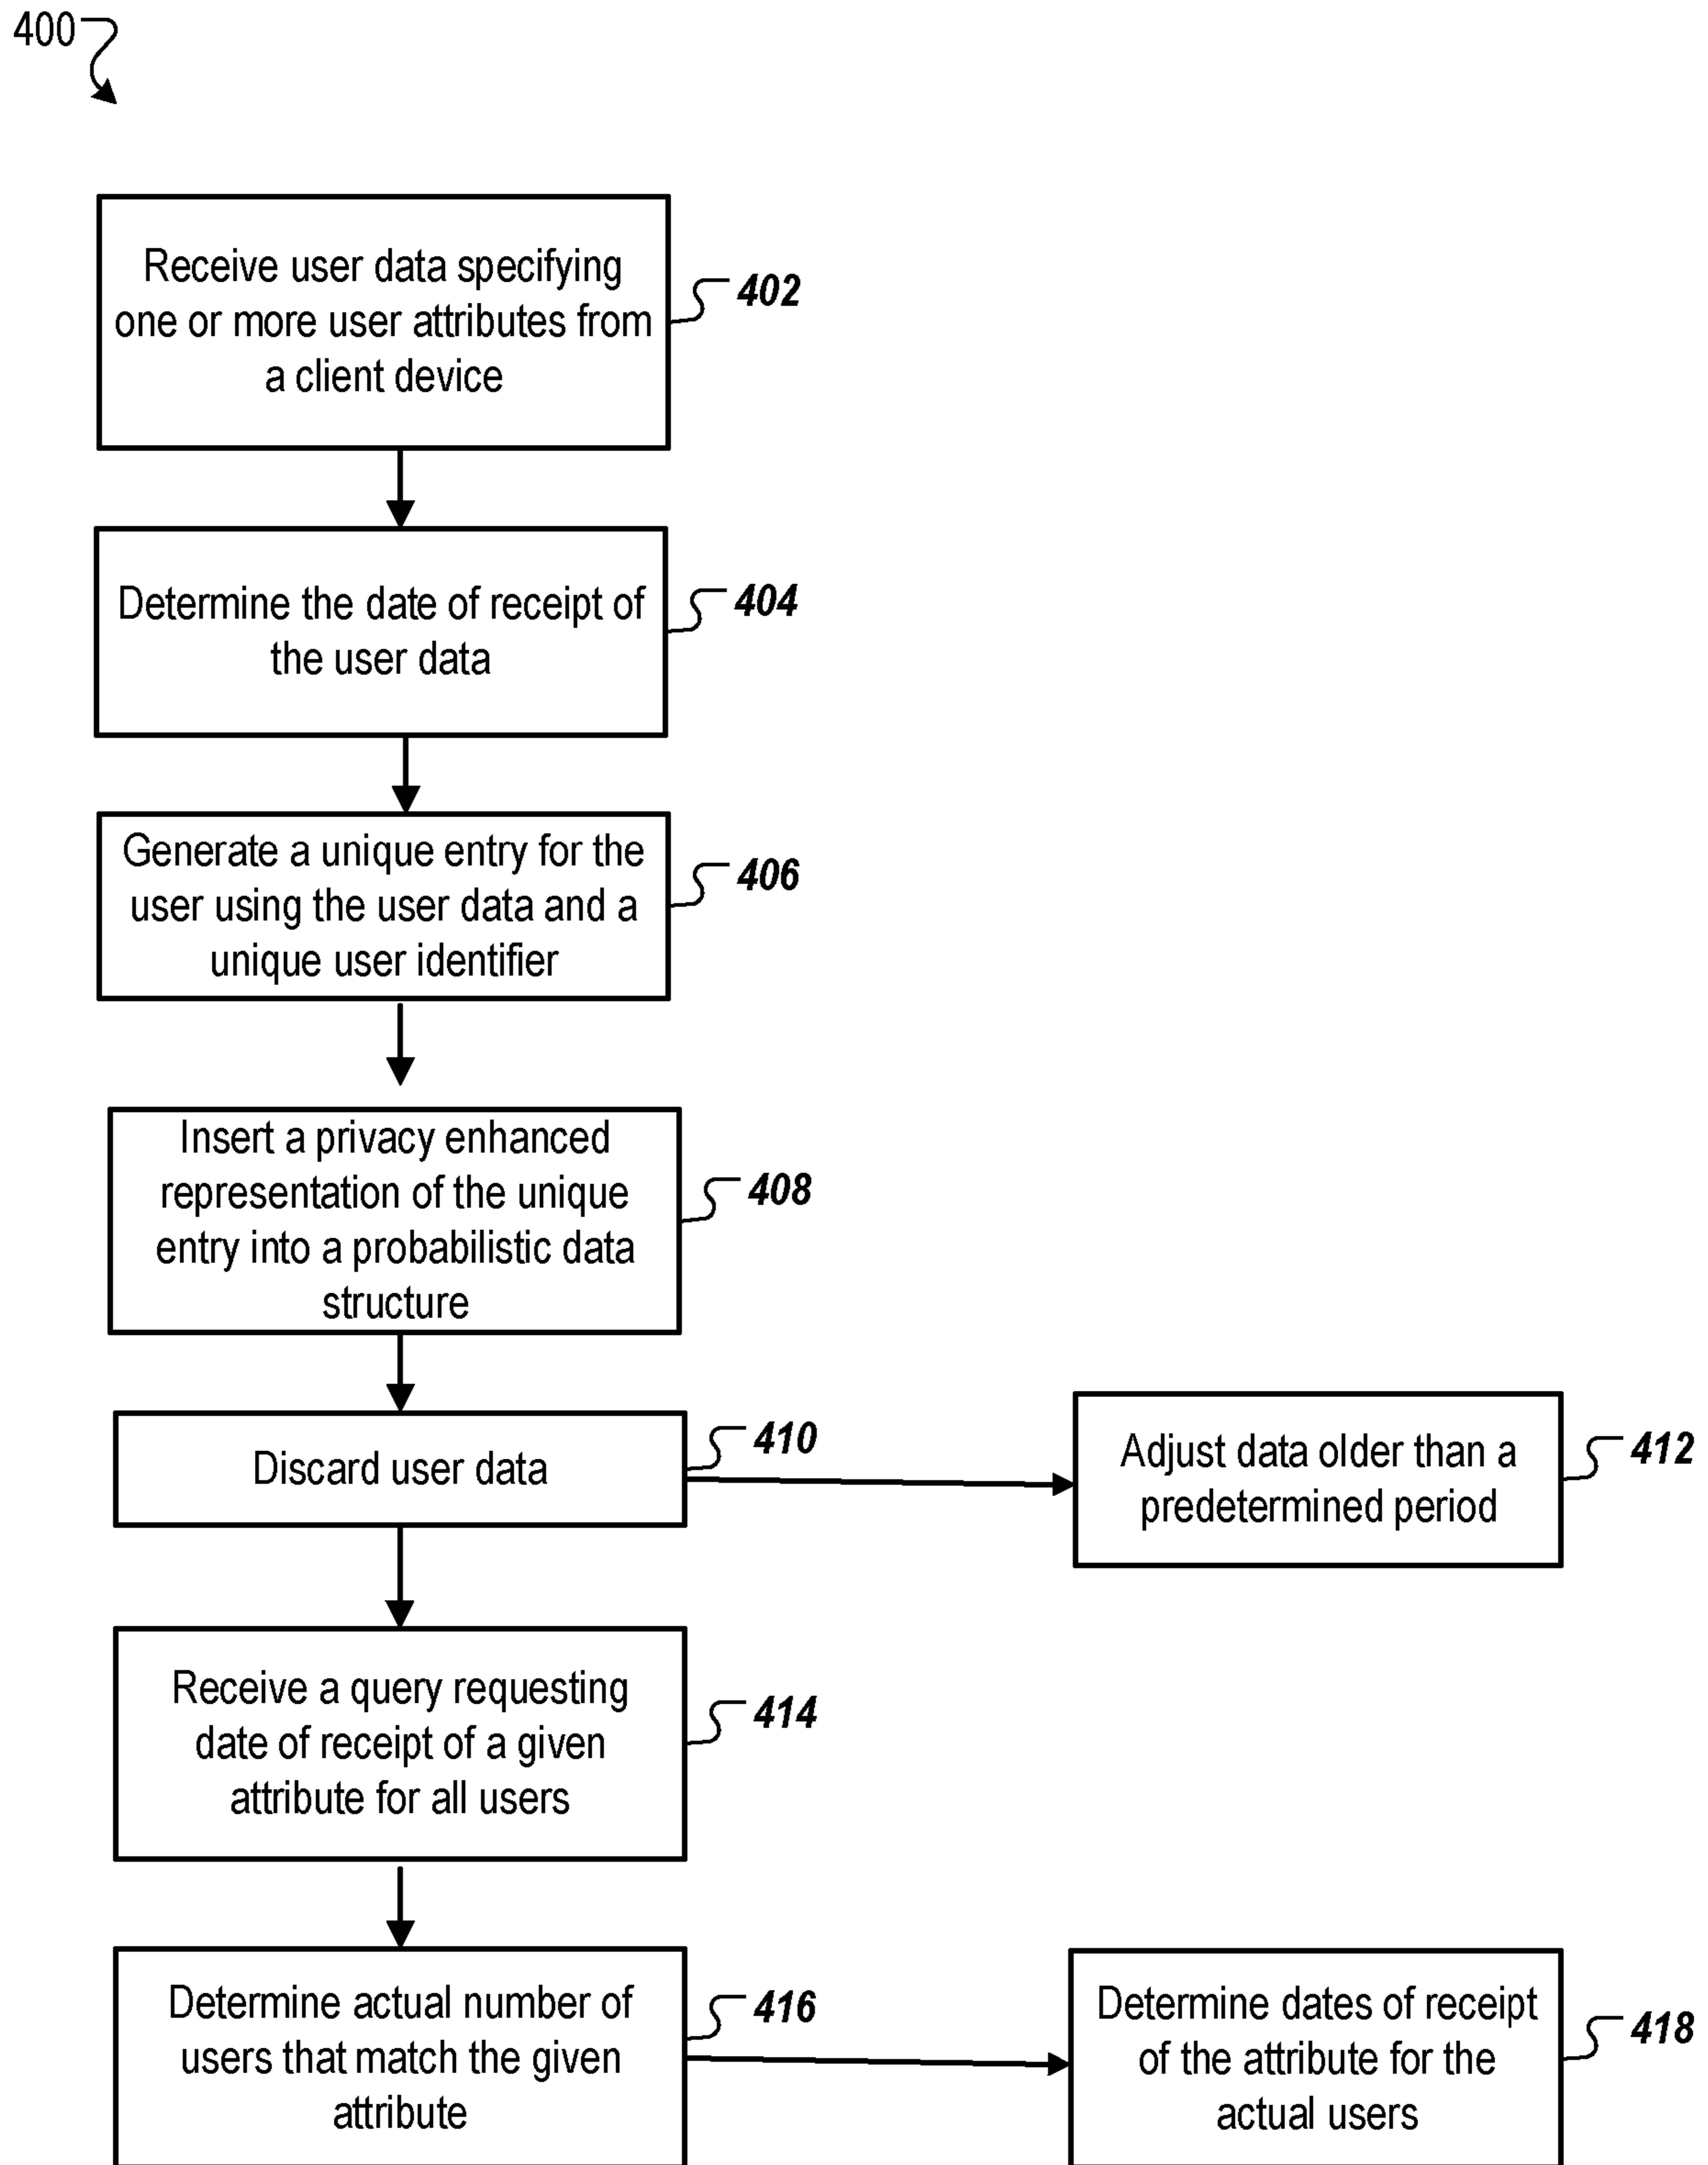 400
Receive user data specifying
one or more user attributes from
a client device
402
Determine the date of receipt of
the user data
404
Generate a unique entry for the
user using the user data and a
unique user identifier
406
Insert a privacy enhanced
representation of the unique
entry into a probabilistic data
structure
408
Discard user data
410
Adjust data older than a
predetermined period
412
Receive a query requesting
date of receipt of a given
attribute for all users
414
Determine actual number of
users that match the given
attribute
416
Determine dates of receipt
of the attribute for the
actual users
418